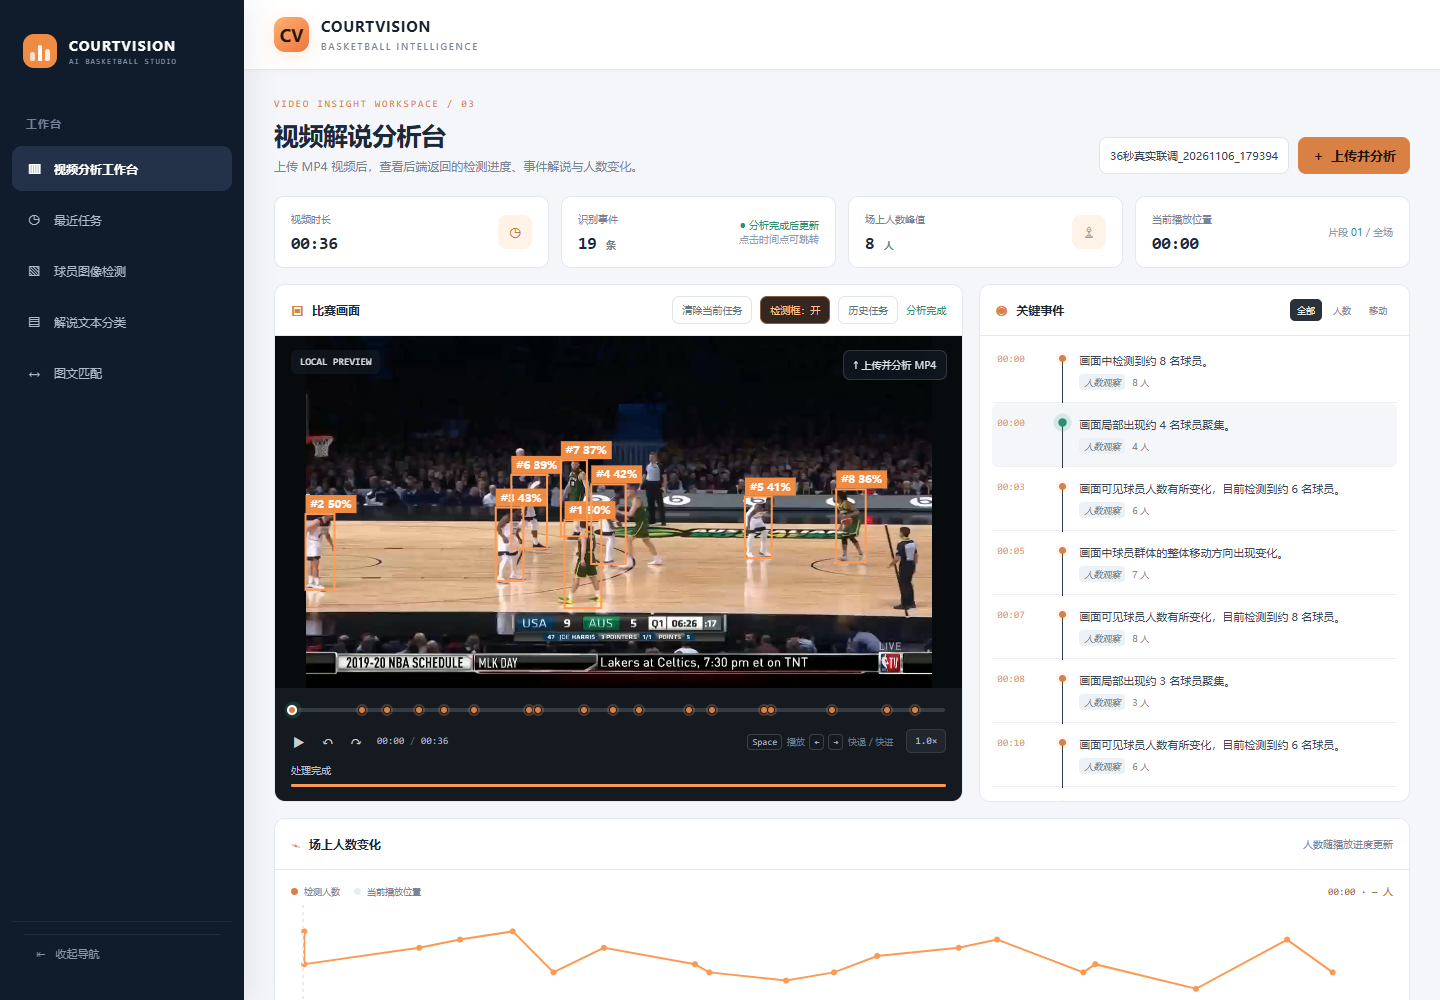 COURTVISION
AI BASKETBALL STUDIO
工作台
视频分析工作台
最近任务
球员图像检测
解说文本分类
图文匹配
收起导航
CV
COURTVISION
BASKETBALL INTELLIGENCE
VIDEO INSIGHT WORKSPACE / 03
视频解说分析台
上传 MP4 视频后，查看后端返回的检测进度、事件解说与人数变化。
36秒真实联调_20261106_179394
+ 上传并分析
视频时长
00:36
识别事件
19 条
● 分析完成后更新
点击时间点可跳转
场上人数峰值
8 人
当前播放位置
00:00
片段 01 / 全场
比赛画面
清除当前任务
检测框：开
历史任务
分析完成
LOCAL PREVIEW
↑ 上传并分析 MP4
#7 37%
#6 39%
#4 42%
#5 41%
#8 36%
#2 50%
#3 43%
#1 50%
USA 9 AUS 5 Q1 06:26 :17
47 JOE HARRIS 3 POINTERS 1/1 POINTS 5
LIVE
2019-20 NBA SCHEDULE MLK DAY Lakers at Celtics, 7:30 pm et on TNT
TV
00:00 / 00:36
Space 播放 ← → 快退 / 快进
1.0×
处理完成
关键事件
全部 人数 移动
00:00 画面中检测到约 8 名球员。
人数观察 8 人
00:00 画面局部出现约 4 名球员聚集。
人数观察 4 人
00:03 画面可见球员人数有所变化，目前检测到约 6 名球员。
人数观察 6 人
00:05 画面中球员群体的整体移动方向出现变化。
人数观察 7 人
00:07 画面可见球员人数有所变化，目前检测到约 8 名球员。
人数观察 8 人
00:08 画面局部出现约 3 名球员聚集。
人数观察 3 人
00:10 画面可见球员人数有所变化，目前检测到约 6 名球员。
人数观察 6 人
场上人数变化
人数随播放进度更新
检测人数
当前播放位置
00:00 · — 人